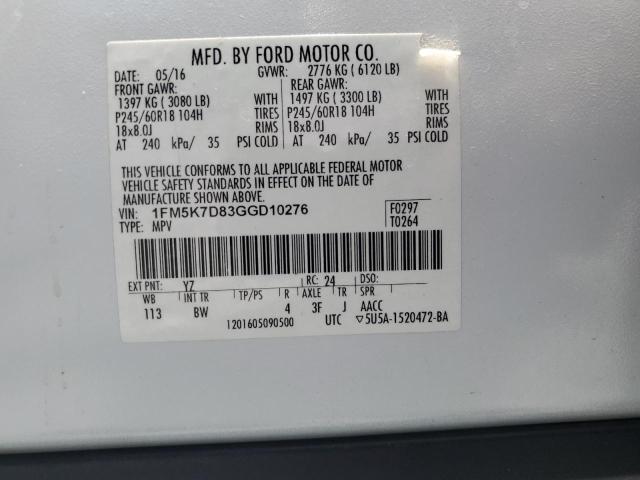 MFD. BY FORD MOTOR CO.
DATE: 05/16 GVWR: 2776 KG ( 6120 LB)
FRONT GAWR: REAR GAWR:
1397 KG ( 3080 LB) WITH 1497 KG ( 3300 LB) WITH
P245/60R18 104H TIRES P245/60R18 104H TIRES
18x8.0J RIMS 18x8.0J RIMS
AT 240 kPa/ 35 PSI COLD AT 240 kPa/ 35 PSI COLD
THIS VEHICLE CONFORMS TO ALL APPLICABLE FEDERAL MOTOR
VEHICLE SAFETY STANDARDS IN EFFECT ON THE DATE OF
MANUFACTURE SHOWN ABOVE.
VIN: 1FM5K7D83GGD10276 F0297
TYPE: MPV T0264
EXT PNT: YZ RC: 24 DSO:
WB INT TR TP/PS R AXLE TR SPR
113 BW 4 3F J AACC
1201605090500 UTC ▽5U5A-1520472-BA